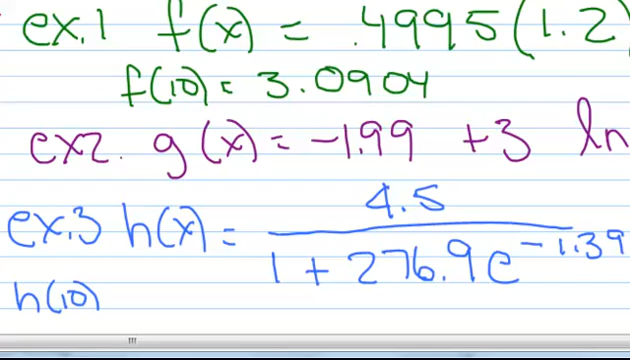 ex.1 f(x) = .4995(1.2)
f(10) = 3.0904
ex2. g(x) = -1.99 +3 ln
ex.3 h(x) = 4.5
1 + 276.9e^-1.39
h(10)